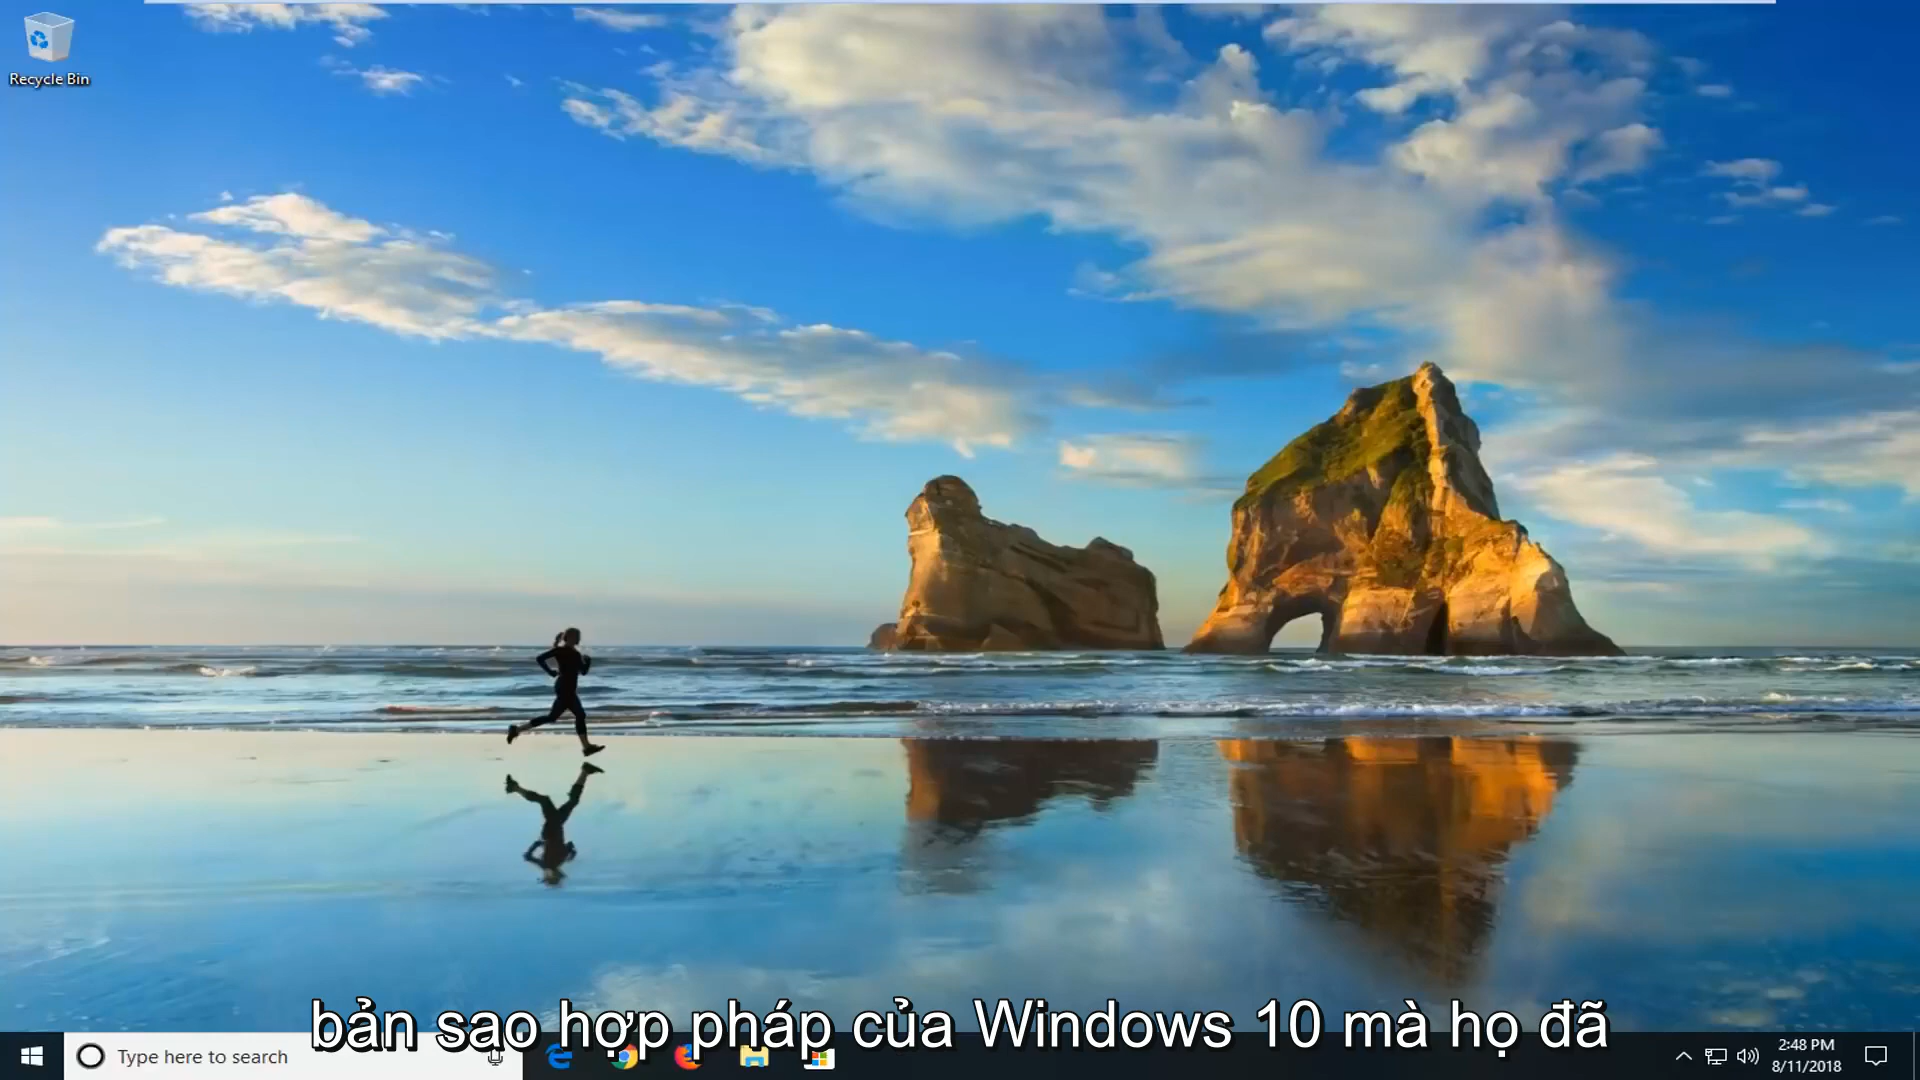 Recycle Bin
bản sao hợp pháp của Windows 10 mà họ đã
Type here to search
2:48 PM
8/11/2018